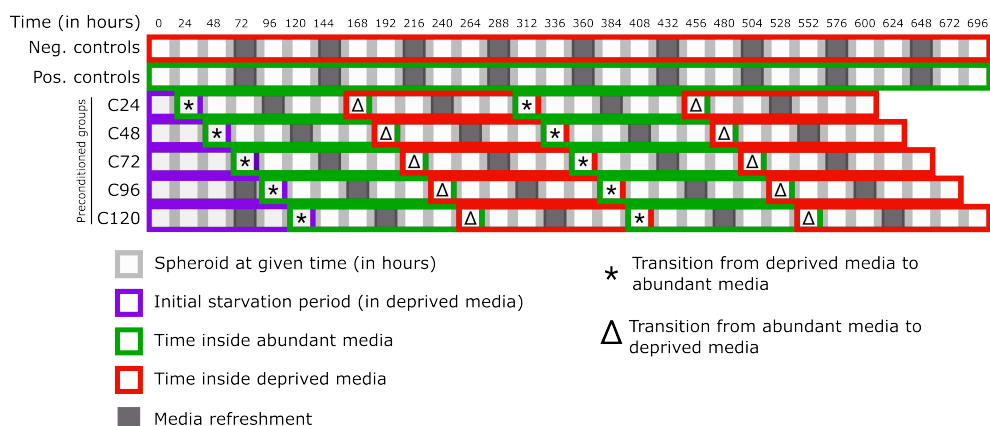 Time (in hours) 0 24 48 72 96 120 144 168 192 216 240 264 288 312 336 360 384 408 432 456 480 504 528 552 576 600 624 648 672 696
Neg. controls
Pos. controls
Preconditioned groups
C24 * Δ * Δ
C48 * Δ * Δ
C72 * Δ * Δ
C96 * Δ * Δ
C120 * Δ * Δ
Spheroid at given time (in hours)
Initial starvation period (in deprived media)
Time inside abundant media
Time inside deprived media
Media refreshment
* Transition from deprived media to
abundant media
Δ Transition from abundant media to
deprived media